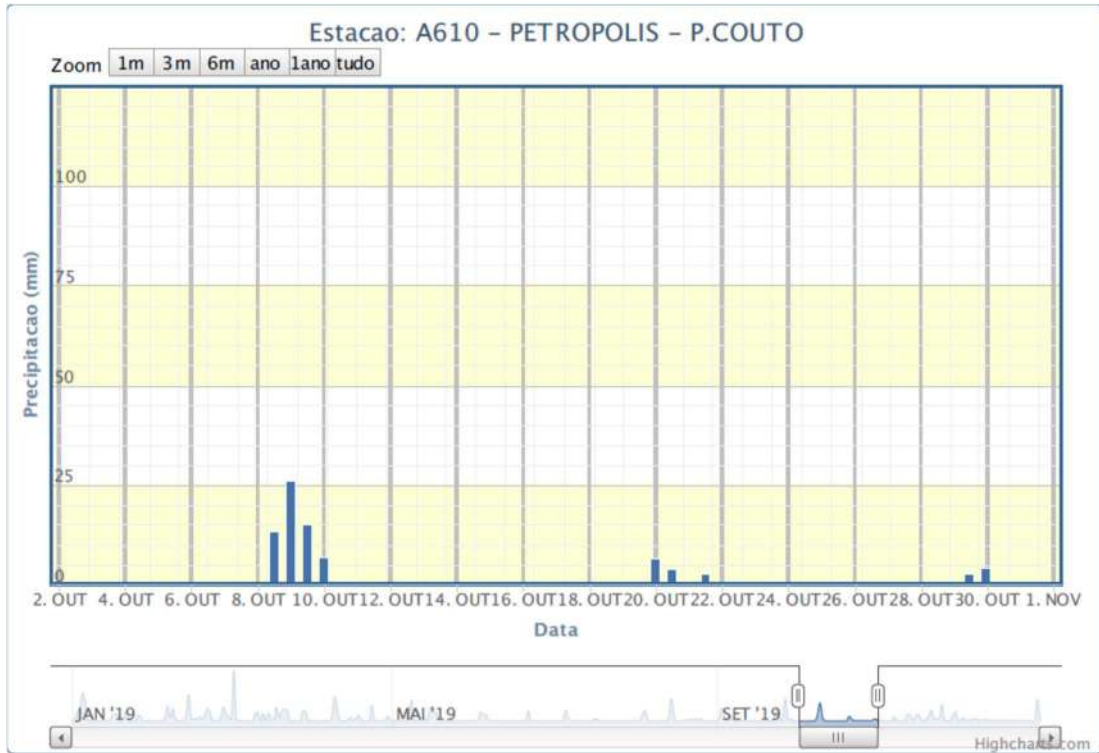 Estacao: A610 – PETROPOLIS – P.COUTO
Zoom 1m 3m 6m ano 1ano tudo
100
75
50
25
0
Precipitacao (mm)
2. OUT 4. OUT 6. OUT 8. OUT 10. OUT 12. OUT 14. OUT 16. OUT 18. OUT 20. OUT 22. OUT 24. OUT 26. OUT 28. OUT 30. OUT 1. NOV
Data
JAN '19 MAI '19 SET '19
Highcharts.com